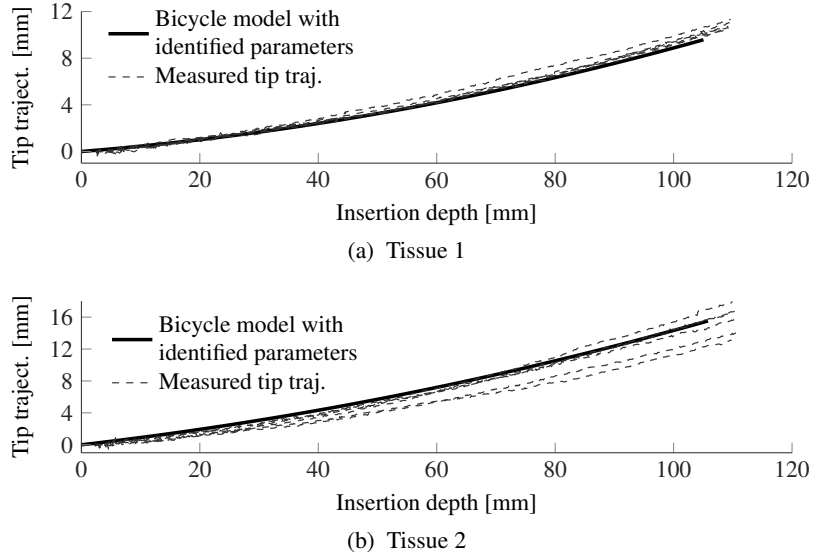 12
8
4
0
Tip traject. [mm]
Bicycle model with
identified parameters
Measured tip traj.
0 20 40 60 80 100 120
Insertion depth [mm]
(a) Tissue 1
16
12
8
4
0
Tip traject. [mm]
Bicycle model with
identified parameters
Measured tip traj.
0 20 40 60 80 100 120
Insertion depth [mm]
(b) Tissue 2